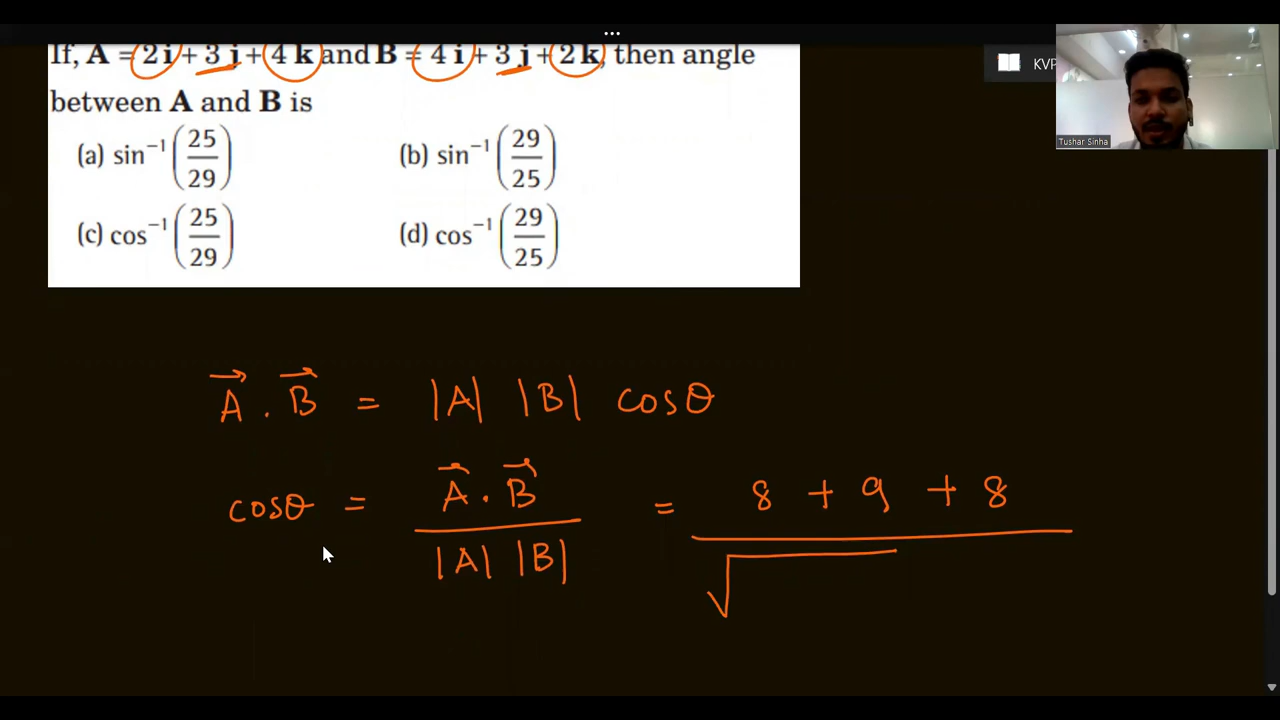 ...
If, A = 2 i + 3 j + 4 k and B = 4 i + 3 j + 2 k, then angle
between A and B is
(a) sin⁻¹ (25/29) (b) sin⁻¹ (29/25)
(c) cos⁻¹ (25/29) (d) cos⁻¹ (29/25)
KVP
Tushar Sinha
A . B = |A| |B| cosθ
cosθ = A . B / |A| |B| = 8 + 9 + 8 / √